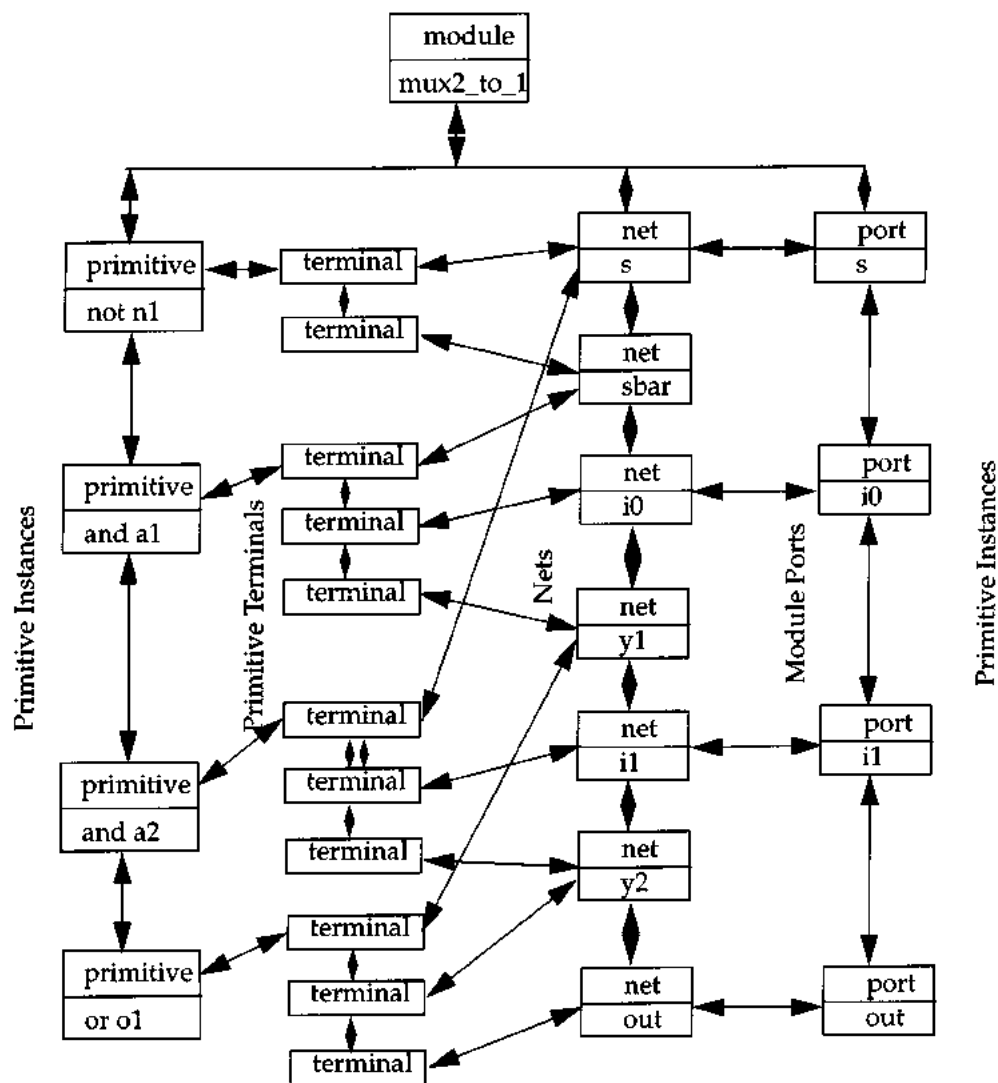 module
mux2_to_1
primitive
not n1
primitive
and a1
primitive
and a2
primitive
or o1
terminal
terminal
terminal
terminal
terminal
terminal
terminal
terminal
terminal
terminal
terminal
net
s
net
sbar
net
i0
net
y1
net
i1
net
y2
net
out
port
s
port
i0
port
i1
port
out
Primitive Instances
Primitive Terminals
Nets
Module Ports
Primitive Instances